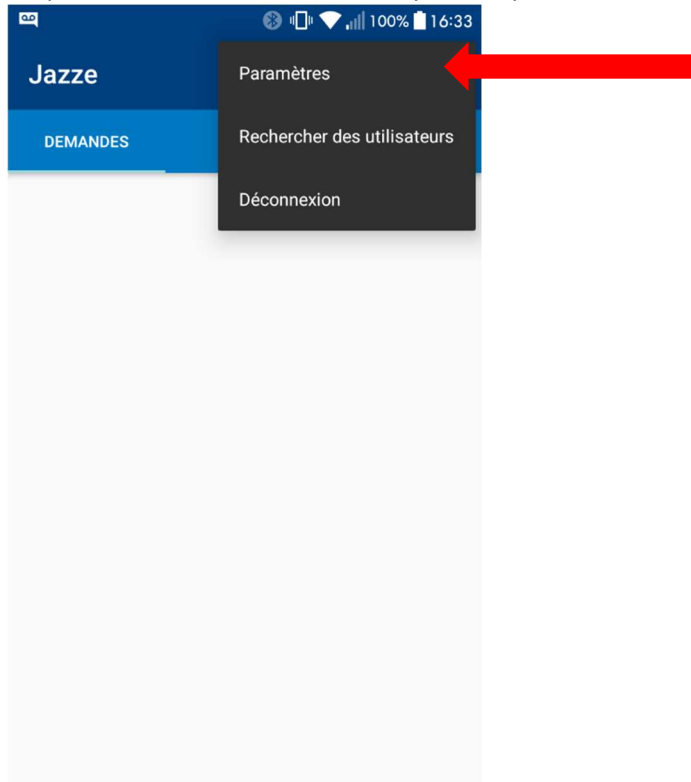 100% 16:33
Jazze
Paramètres
DEMANDES
Rechercher des utilisateurs
Déconnexion